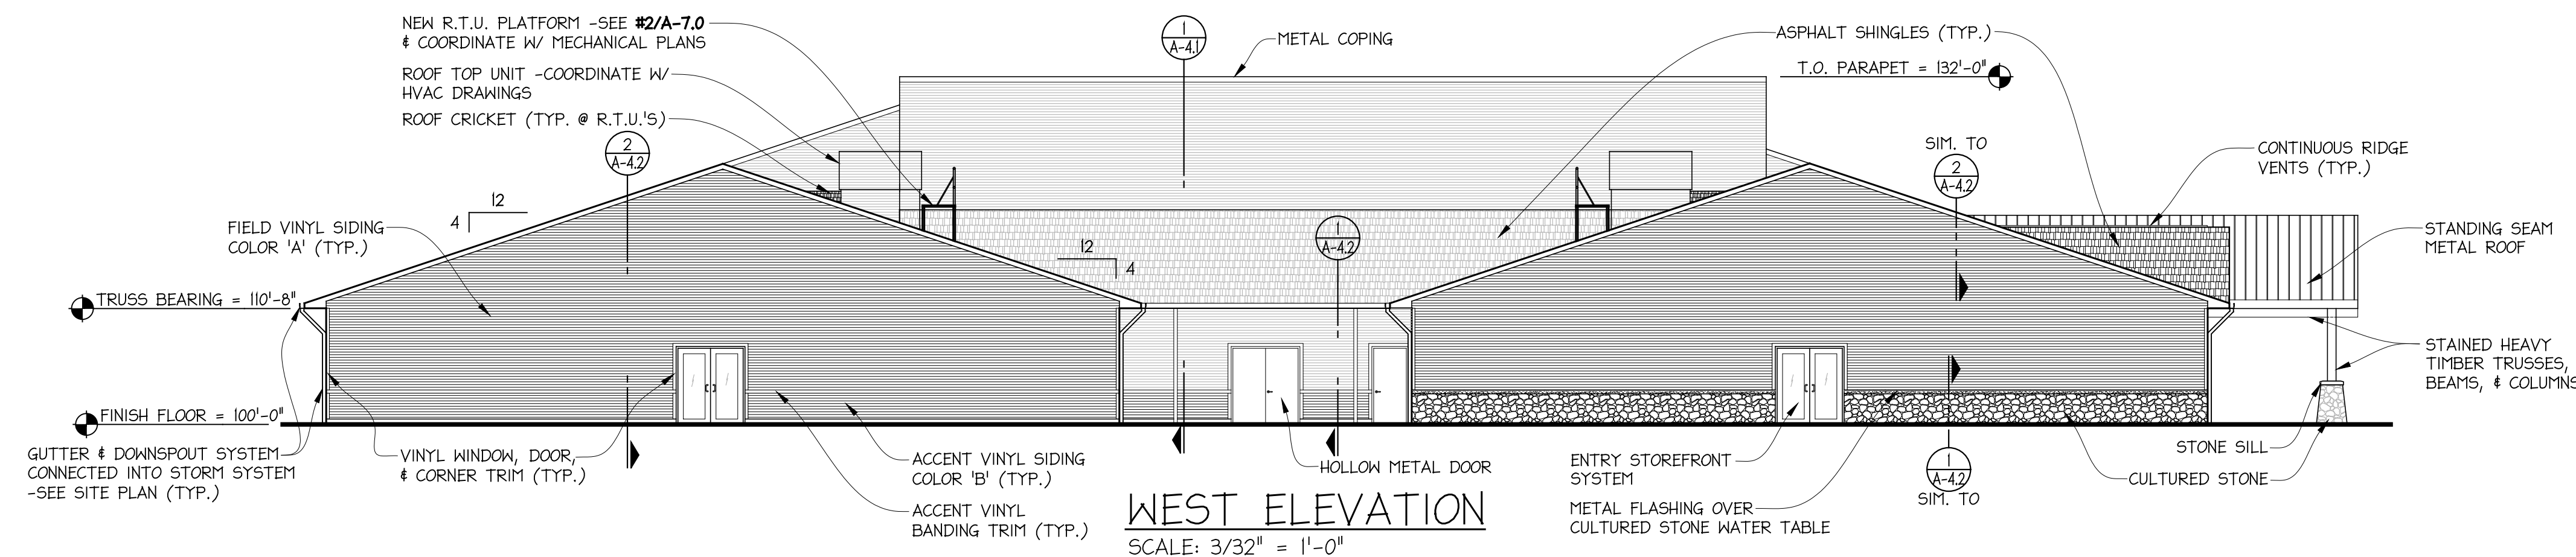 NEW R.T.U. PLATFORM -SEE #2/A-7.0
& COORDINATE W/ MECHANICAL PLANS
ROOF TOP UNIT -COORDINATE W/
HVAC DRAWINGS
ROOF CRICKET (TYP. @ R.T.U.'S)
2
A-4.2
1
A-4.1
METAL COPING
ASPHALT SHINGLES (TYP.)
T.O. PARAPET = 132'-0"
SIM. TO
2
A-4.2
CONTINUOUS RIDGE
VENTS (TYP.)
12
4
FIELD VINYL SIDING
COLOR 'A' (TYP.)
12
4
1
A-4.2
STANDING SEAM
METAL ROOF
TRUSS BEARING = 110'-8"
STAINED HEAVY
TIMBER TRUSSES,
BEAMS, & COLUMNS
FINISH FLOOR = 100'-0"
GUTTER & DOWNSPOUT SYSTEM
CONNECTED INTO STORM SYSTEM
-SEE SITE PLAN (TYP.)
VINYL WINDOW, DOOR,
& CORNER TRIM (TYP.)
ACCENT VINYL SIDING
COLOR 'B' (TYP.)
ACCENT VINYL
BANDING TRIM (TYP.)
HOLLOW METAL DOOR
ENTRY STOREFRONT
SYSTEM
METAL FLASHING OVER
CULTURED STONE WATER TABLE
1
A-4.2
SIM. TO
STONE SILL
CULTURED STONE
WEST ELEVATION
SCALE: 3/32" = 1'-0"